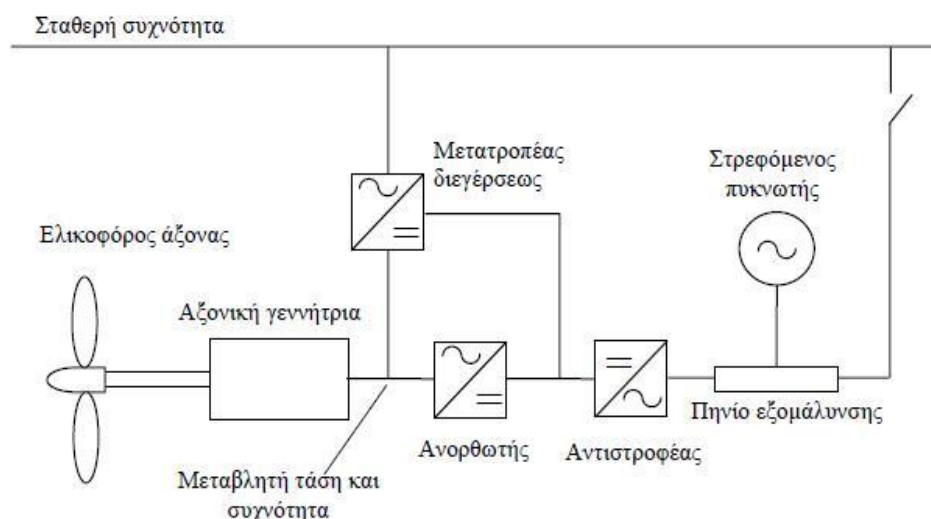 Σταθερή συχνότητα
Μετατροπέας
διεγέρσεως
Στρεφόμενος
πυκνωτής
Ελικοφόρος άξονας
Αξονική γεννήτρια
Πηνίο εξομάλυνσης
Ανορθωτής
Αντιστροφέας
Μεταβλητή τάση και
συχνότητα